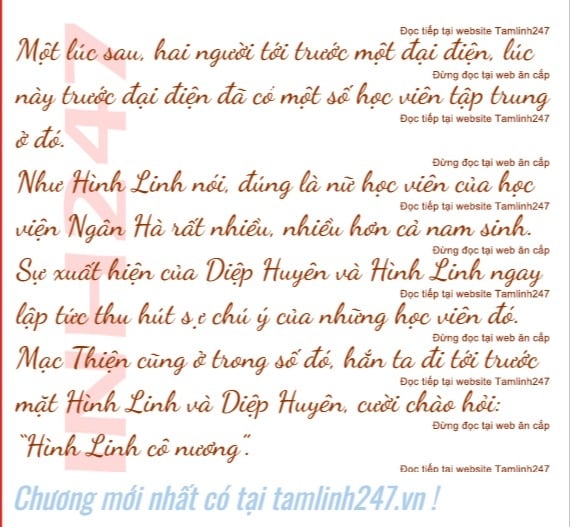 Đọc tiếp tại website Tamlinh247
Một lúc sau, hai người tới trước một đại điện, lúc
Đừng đọc tại web ăn cắp
này trước đại điện đã có một số học viên tập trung
Đọc tiếp tại website Tamlinh247
ở đó.
Đừng đọc tại web ăn cắp
Như Hình Linh nói, đúng là nữ học viên của học
Đọc tiếp tại website Tamlinh247
viện Ngân Hà rất nhiều, nhiều hơn cả nam sinh.
Đừng đọc tại web ăn cắp
Sự xuất hiện của Diệp Huyên và Hình Linh ngay
Đọc tiếp tại website Tamlinh247
lập tức thu hút sự chú ý của những học viên đó.
Đừng đọc tại web ăn cắp
Mạc Thiện cũng ở trong số đó, hắn ta đi tới trước
Đọc tiếp tại website Tamlinh247
mặt Hình Linh và Diệp Huyên, cười chào hỏi:
Đừng đọc tại web ăn cắp
“Hình Linh cô nương”.
Đọc tiếp tại website Tamlinh247
Chương mới nhất có tại tamlinh247.vn !
INH247